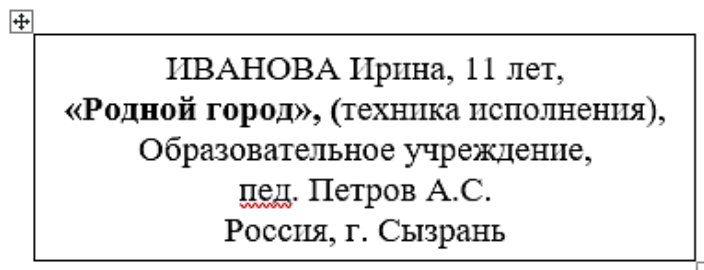 ИВАНОВА Ирина, 11 лет,
«Родной город», (техника исполнения),
Образовательное учреждение,
пед. Петров А.С.
Россия, г. Сызрань